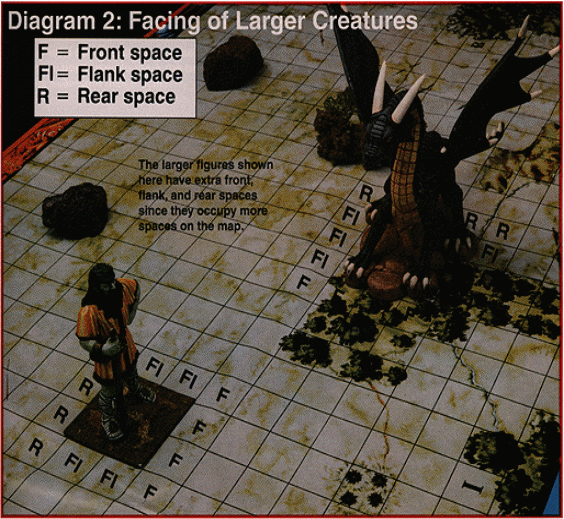 Diagram 2: Facing of Larger Creatures
F = Front space
Fl= Flank space
R = Rear space
The larger figures shown
here have extra front,
flank, and rear spaces
since they occupy more
spaces on the map.
R
Fl
R
R
Fl
Fl
Fl
F
Fl
Fl
F
R
R
F
F
R
Fl
Fl
F
I